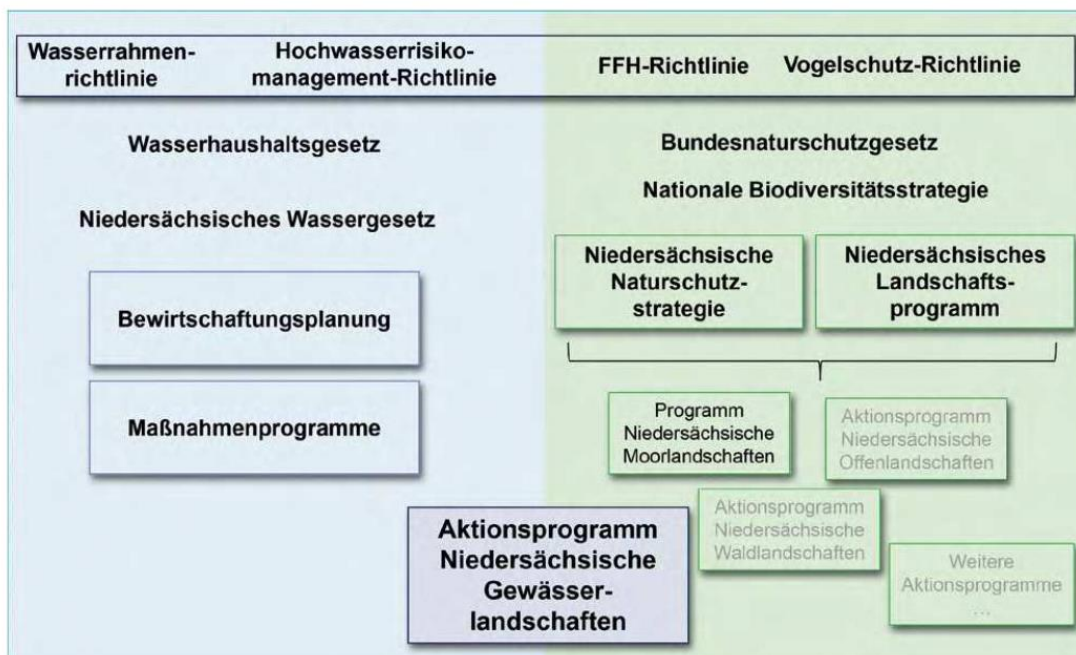 Wasserrahmen-
richtlinie
Hochwasserrisiko-
management-Richtlinie
FFH-Richtlinie
Vogelschutz-Richtlinie
Wasserhaushaltsgesetz
Niedersächsisches Wassergesetz
Bewirtschaftungsplanung
Maßnahmenprogramme
Bundesnaturschutzgesetz
Nationale Biodiversitätsstrategie
Niedersächsische
Naturschutz-
strategie
Niedersächsisches
Landschafts-
programm
Programm
Niedersächsische
Moorlandschaften
Aktionsprogramm
Niedersächsische
Offenlandschaften
Aktionsprogramm
Niedersächsische
Waldlandschaften
Weitere
Aktionsprogramme
...
Aktionsprogramm
Niedersächsische
Gewässer-
landschaften